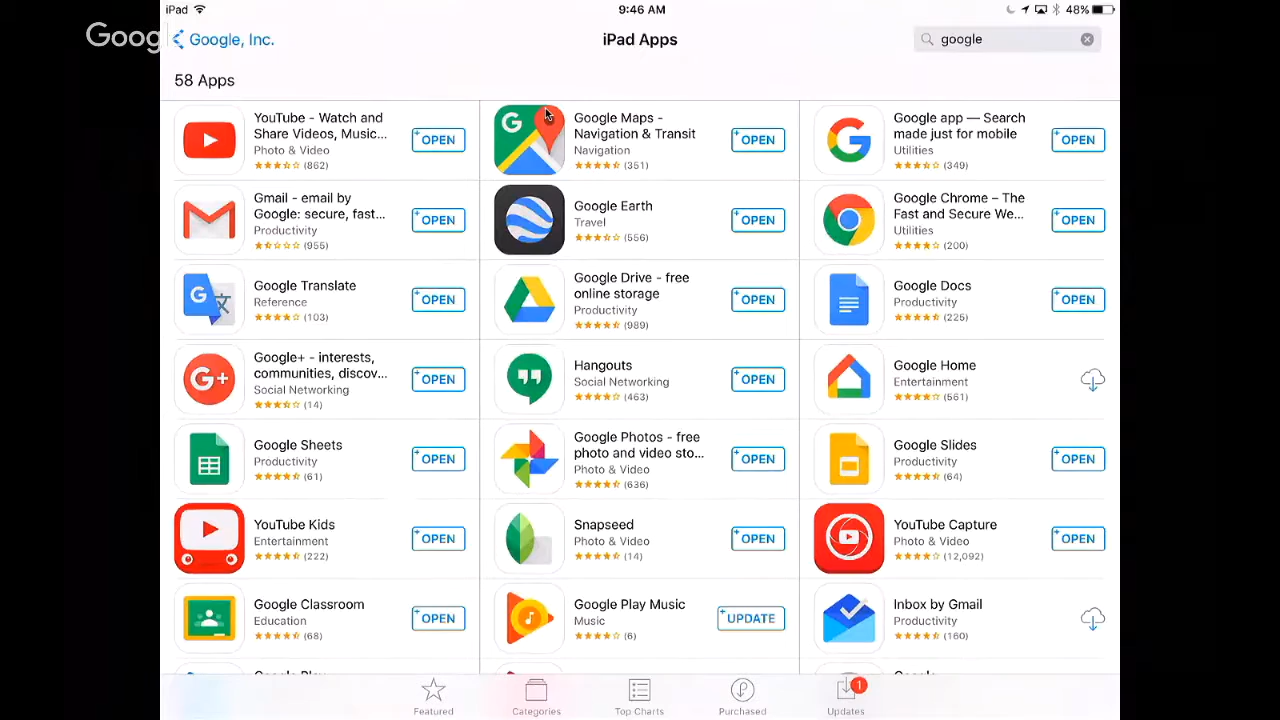 iPad
9:46 AM
48%
Goog
Google, Inc.
iPad Apps
google
58 Apps
YouTube - Watch and
Share Videos, Music...
Photo & Video
(862)
OPEN
Google Maps -
Navigation & Transit
Navigation
(351)
OPEN
Google app — Search
made just for mobile
Utilities
(349)
OPEN
Gmail - email by
Google: secure, fast...
Productivity
(955)
OPEN
Google Earth
Travel
(556)
OPEN
Google Chrome – The
Fast and Secure We...
Utilities
(200)
OPEN
Google Translate
Reference
(103)
OPEN
Google Drive - free
online storage
Productivity
(989)
OPEN
Google Docs
Productivity
(225)
OPEN
Google+ - interests,
communities, discov...
Social Networking
(14)
OPEN
Hangouts
Social Networking
(463)
OPEN
Google Home
Entertainment
(561)
Google Sheets
Productivity
(61)
OPEN
Google Photos - free
photo and video sto...
Photo & Video
(636)
OPEN
Google Slides
Productivity
(64)
OPEN
YouTube Kids
Entertainment
(222)
OPEN
Snapseed
Photo & Video
(14)
OPEN
YouTube Capture
Photo & Video
(12,092)
OPEN
Google Classroom
Education
(68)
OPEN
Google Play Music
Music
(6)
UPDATE
Inbox by Gmail
Productivity
(160)
Featured
Categories
Top Charts
Purchased
1
Updates